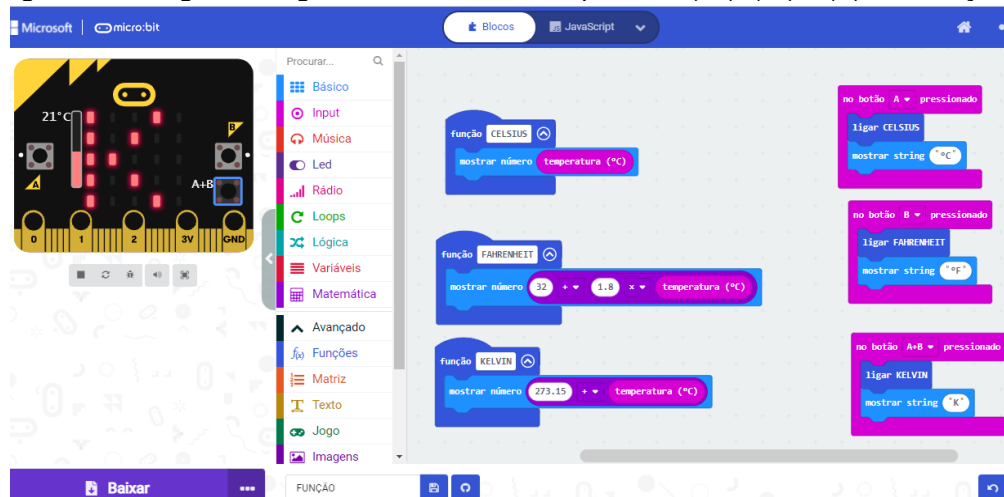 Microsoft | micro:bit
Blocos
JavaScript
21°C
B
A
A+B
0 1 2 3V GND
Procurar...
Básico
Input
Música
Led
Rádio
Loops
Lógica
Variáveis
Matemática
Avançado
Funções
Matriz
Texto
Jogo
Imagens
função CELSIUS
mostrar número temperatura (°C)
função FAHRENHEIT
mostrar número 32 + 1.8 × temperatura (°C)
função KELVIN
mostrar número 273.15 + temperatura (°C)
no botão A pressionado
ligar CELSIUS
mostrar string "°C"
no botão B pressionado
ligar FAHRENHEIT
mostrar string "°F"
no botão A+B pressionado
ligar KELVIN
mostrar string "K"
Baixar
FUNÇÃO